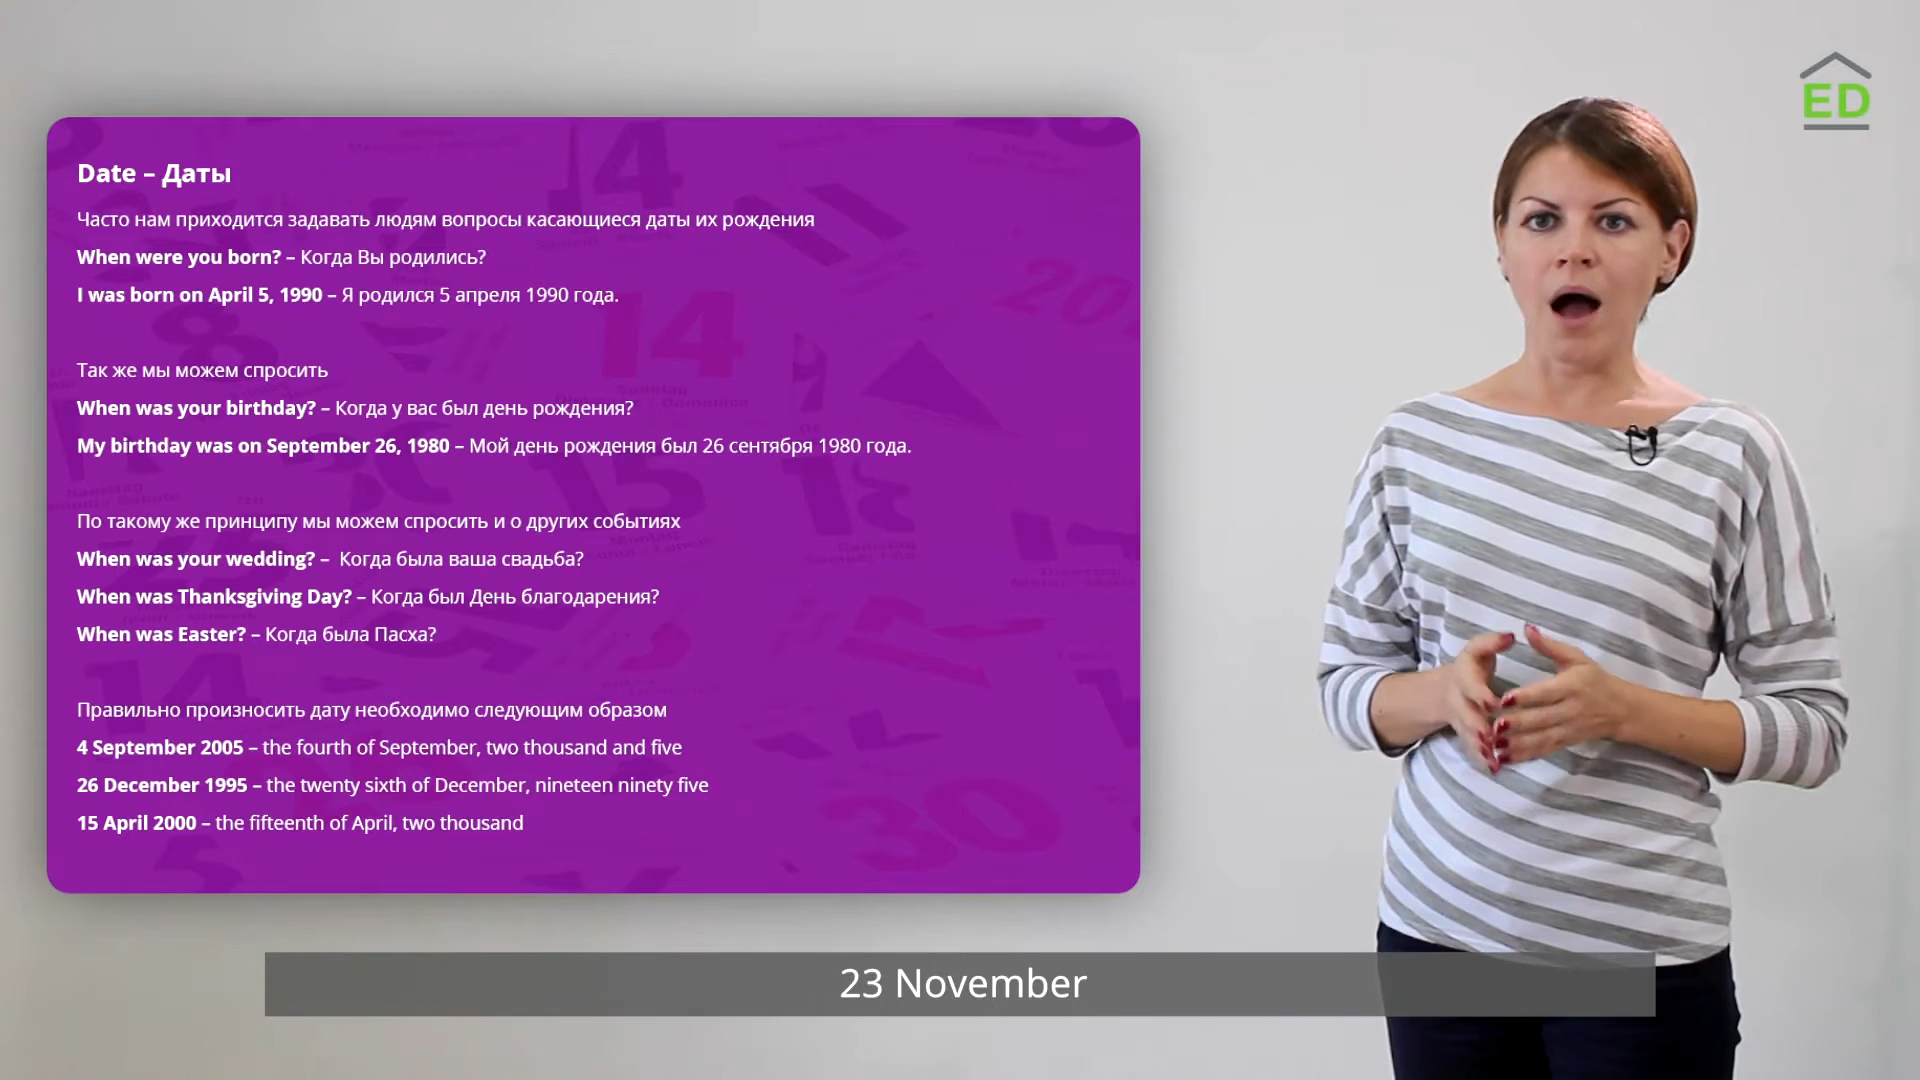 Date – Даты
Часто нам приходится задавать людям вопросы касающиеся даты их рождения
When were you born? – Когда Вы родились?
I was born on April 5, 1990 – Я родился 5 апреля 1990 года.
Так же мы можем спросить
When was your birthday? – Когда у вас был день рождения?
My birthday was on September 26, 1980 – Мой день рождения был 26 сентября 1980 года.
По такому же принципу мы можем спросить и о других событиях
When was your wedding? – Когда была ваша свадьба?
When was Thanksgiving Day? – Когда был День благодарения?
When was Easter? – Когда была Пасха?
Правильно произносить дату необходимо следующим образом
4 September 2005 – the fourth of September, two thousand and five
26 December 1995 – the twenty sixth of December, nineteen ninety five
15 April 2000 – the fifteenth of April, two thousand
ED
23 November